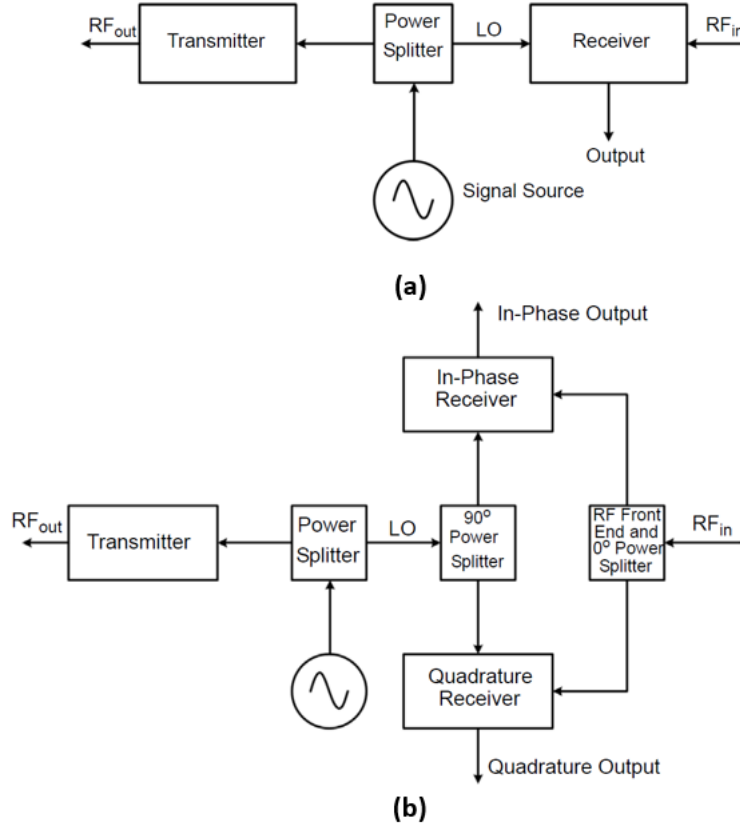 RFout
Transmitter
Power
Splitter
LO
Receiver
RFin
Output
Signal Source
(a)
In-Phase Output
In-Phase
Receiver
RFout
Transmitter
Power
Splitter
LO
90° Power
Splitter
RF Front
End and
0° Power
Splitter
RFin
Quadrature
Receiver
Quadrature Output
(b)